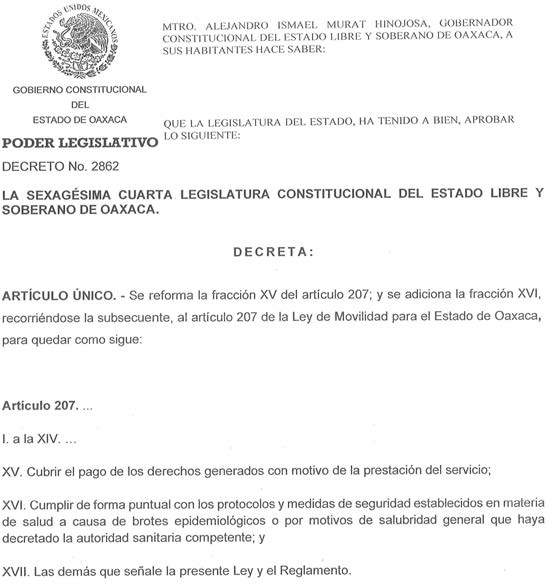 ESTADOS UNIDOS MEXICANOS
MTRO. ALEJANDRO ISMAEL MURAT HINOJOSA, GOBERNADOR
CONSTITUCIONAL DEL ESTADO LIBRE Y SOBERANO DE OAXACA, A
SUS HABITANTES HACE SABER:
GOBIERNO CONSTITUCIONAL
DEL
ESTADO DE OAXACA
PODER LEGISLATIVO
QUE LA LEGISLATURA DEL ESTADO, HA TENIDO A BIEN, APROBAR
LO SIGUIENTE:
DECRETO No. 2862
LA SEXAGÉSIMA CUARTA LEGISLATURA CONSTITUCIONAL DEL ESTADO LIBRE Y
SOBERANO DE OAXACA.
DECRETA:
ARTÍCULO ÚNICO. - Se reforma la fracción XV del artículo 207; y se adiciona la fracción XVI,
recorriéndose la subsecuente, al artículo 207 de la Ley de Movilidad para el Estado de Oaxaca,
para quedar como sigue:
Artículo 207. ...
I. a la XIV. ...
XV. Cubrir el pago de los derechos generados con motivo de la prestación del servicio;
XVI. Cumplir de forma puntual con los protocolos y medidas de seguridad establecidos en materia
de salud a causa de brotes epidemiológicos o por motivos de salubridad general que haya
decretado la autoridad sanitaria competente; y
XVII. Las demás que señale la presente Ley y el Reglamento.